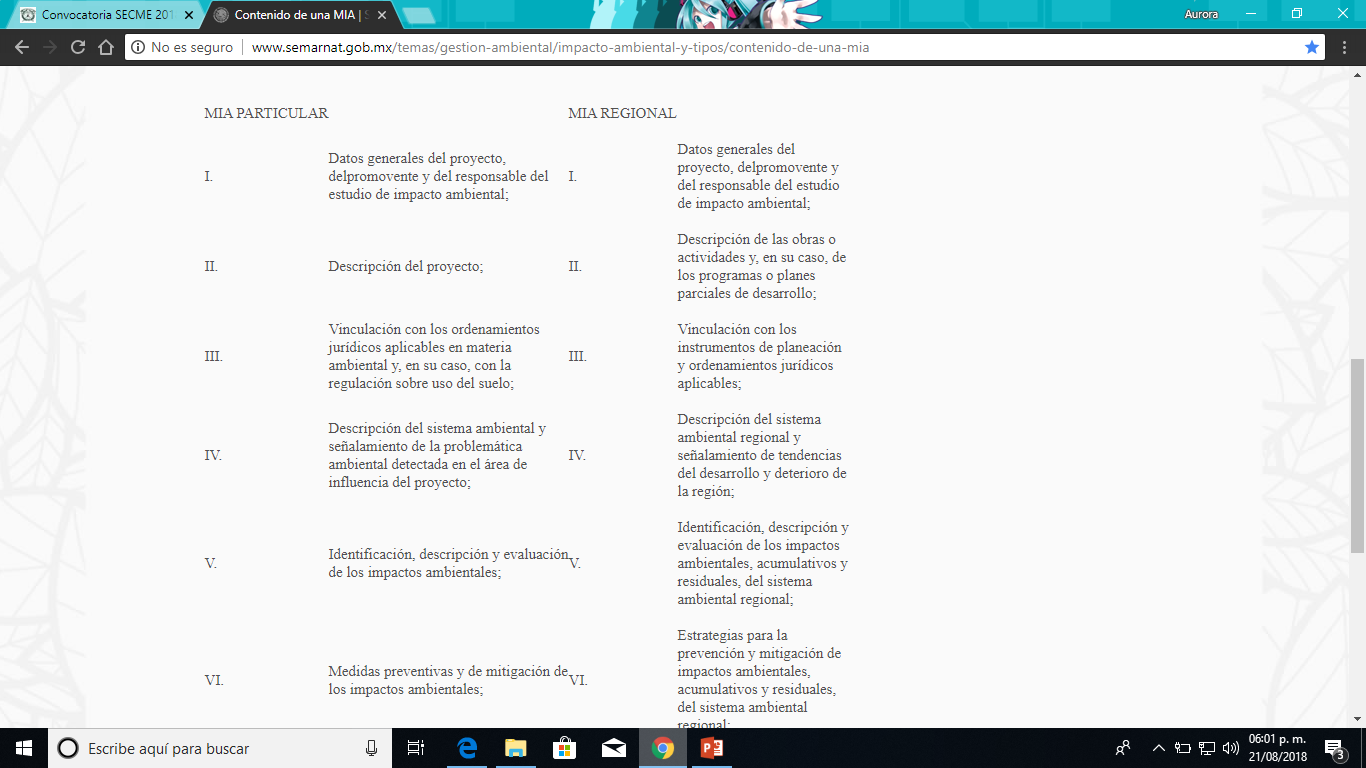 Convocatoria SECME 201
Contenido de una MIA | S
Aurora
No es seguro
www.semarnat.gob.mx/temas/gestion-ambiental/impacto-ambiental-y-tipos/contenido-de-una-mia
MIA PARTICULAR
MIA REGIONAL
I.
Datos generales del proyecto,
delpromovente y del responsable del
estudio de impacto ambiental;
I.
Datos generales del
proyecto, delpromovente y
del responsable del estudio
de impacto ambiental;
II.
Descripción del proyecto;
II.
Descripción de las obras o
actividades y, en su caso, de
los programas o planes
parciales de desarrollo;
III.
Vinculación con los ordenamientos
jurídicos aplicables en materia
ambiental y, en su caso, con la
regulación sobre uso del suelo;
III.
Vinculación con los
instrumentos de planeación
y ordenamientos jurídicos
aplicables;
IV.
Descripción del sistema ambiental y
señalamiento de la problemática
ambiental detectada en el área de
influencia del proyecto;
IV.
Descripción del sistema
ambiental regional y
señalamiento de tendencias
del desarrollo y deterioro de
la región;
V.
Identificación, descripción y evaluación
de los impactos ambientales;
V.
Identificación, descripción y
evaluación de los impactos
ambientales, acumulativos y
residuales, del sistema
ambiental regional;
VI.
Medidas preventivas y de mitigación de
los impactos ambientales;
VI.
Estrategias para la
prevención y mitigación de
impactos ambientales,
acumulativos y residuales,
del sistema ambiental
regional;
Escribe aquí para buscar
06:01 p. m.
21/08/2018
3